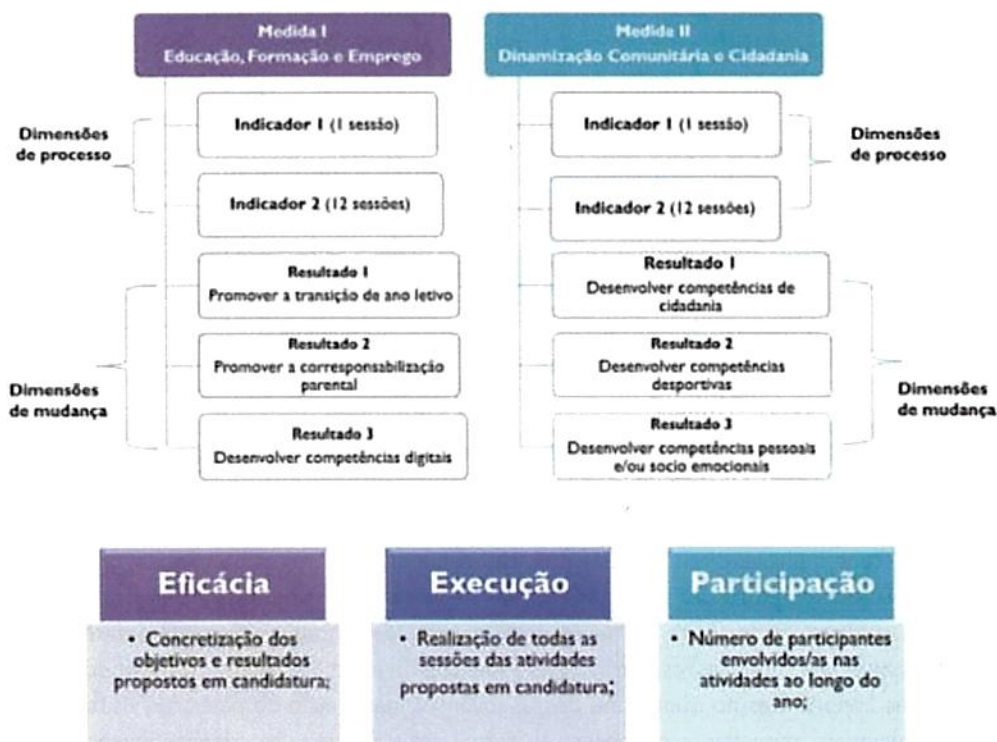 Medida I
Educação, Formação e Emprego
Dimensões
de processo
Indicador 1 (1 sessão)
Indicador 2 (12 sessões)
Dimensões
de mudança
Resultado 1
Promover a transição de ano letivo
Resultado 2
Promover a corresponsabilização
parental
Resultado 3
Desenvolver competências digitais
Medida II
Dinamização Comunitária e Cidadania
Indicador 1 (1 sessão)
Indicador 2 (12 sessões)
Dimensões
de processo
Resultado 1
Desenvolver competências de
cidadania
Resultado 2
Desenvolver competências
desportivas
Resultado 3
Desenvolver competências pessoais
e/ou socio emocionais
Dimensões
de mudança
Eficácia
• Concretização dos
objetivos e resultados
propostos em candidatura;
Execução
• Realização de todas as
sessões das atividades
propostas em candidatura;
Participação
• Número de participantes
envolvidos/as nas
atividades ao longo do
ano;